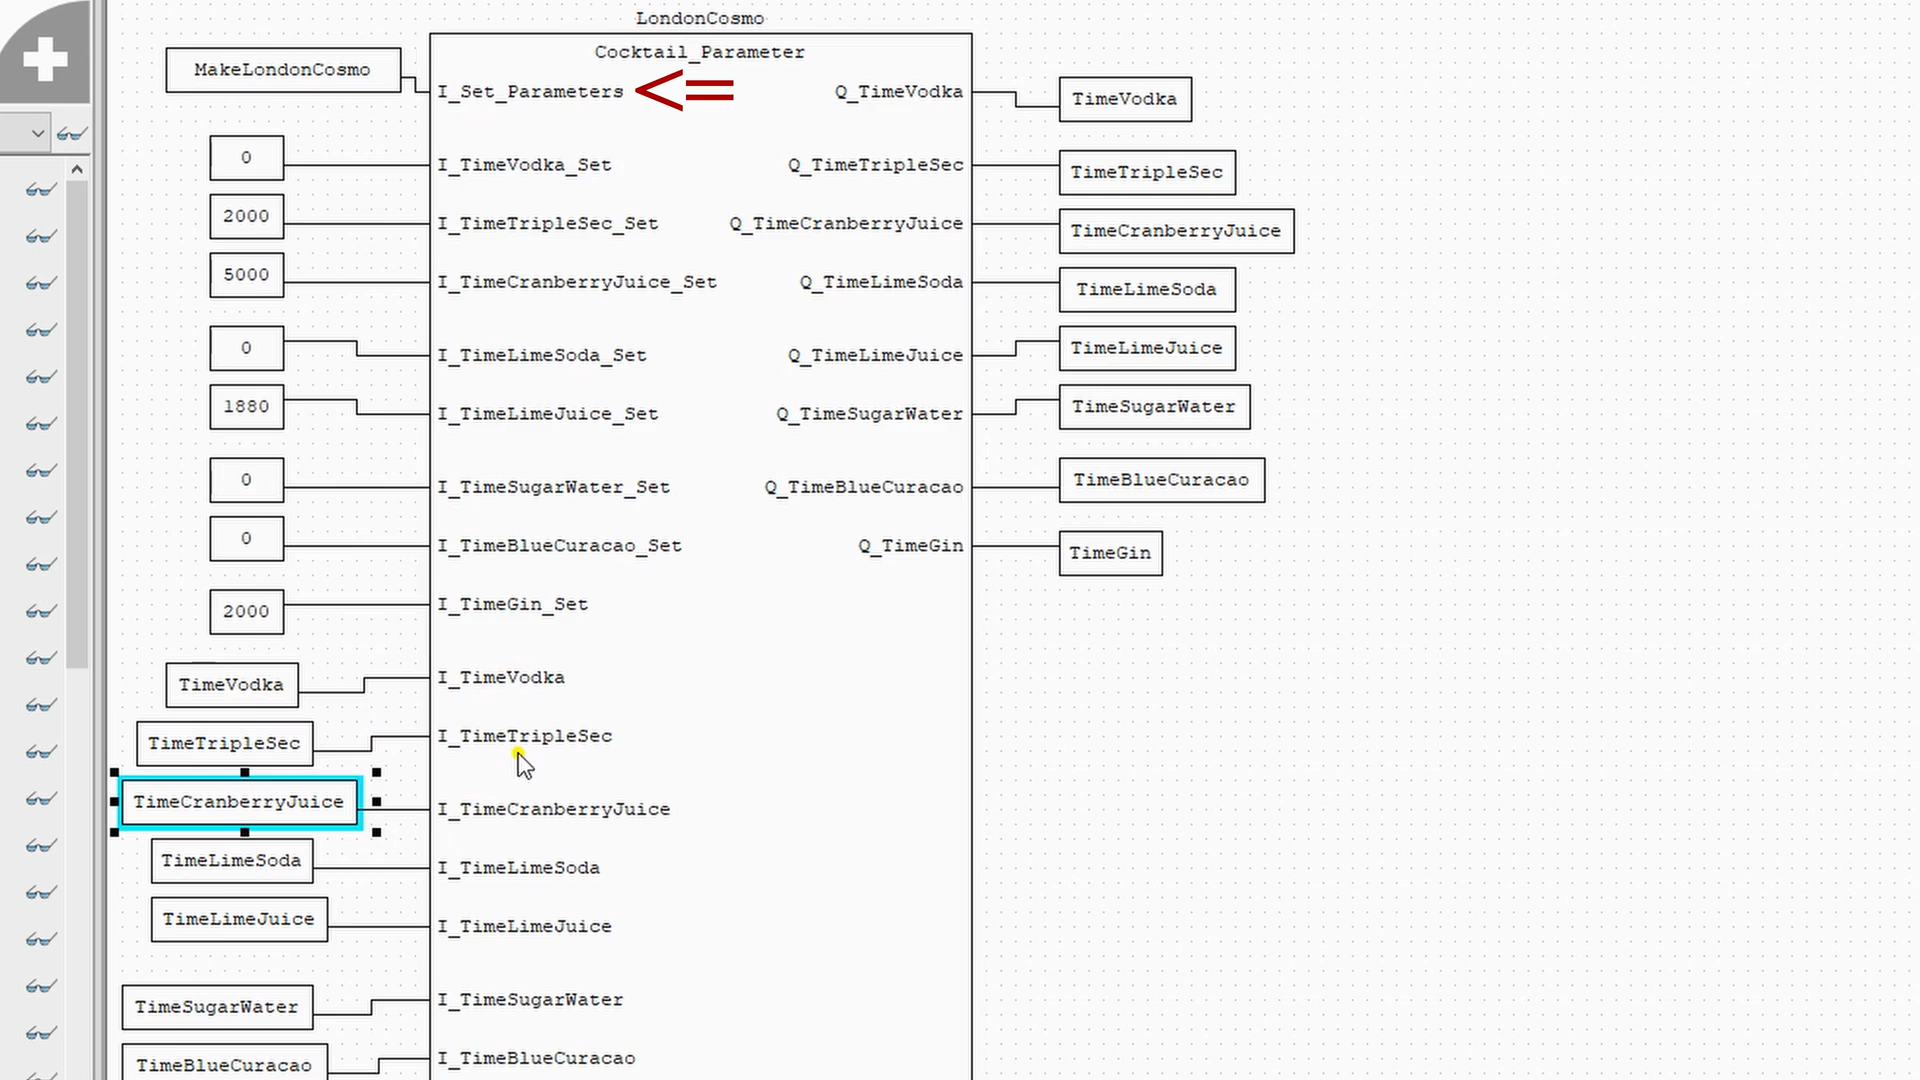 LondonCosmo
Cocktail_Parameter
MakeLondonCosmo
I_Set_Parameters <= Q_TimeVodka
TimeVodka
0
I_TimeVodka_Set
Q_TimeTripleSec
TimeTripleSec
2000
I_TimeTripleSec_Set
Q_TimeCranberryJuice
TimeCranberryJuice
5000
I_TimeCranberryJuice_Set
Q_TimeLimeSoda
TimeLimeSoda
0
I_TimeLimeSoda_Set
Q_TimeLimeJuice
TimeLimeJuice
1880
I_TimeLimeJuice_Set
Q_TimeSugarWater
TimeSugarWater
0
I_TimeSugarWater_Set
Q_TimeBlueCuracao
TimeBlueCuracao
0
I_TimeBlueCuracao_Set
Q_TimeGin
TimeGin
2000
I_TimeGin_Set
TimeVodka
I_TimeVodka
TimeTripleSec
I_TimeTripleSec
TimeCranberryJuice
I_TimeCranberryJuice
TimeLimeSoda
I_TimeLimeSoda
TimeLimeJuice
I_TimeLimeJuice
TimeSugarWater
I_TimeSugarWater
TimeBlueCuracao
I_TimeBlueCuracao